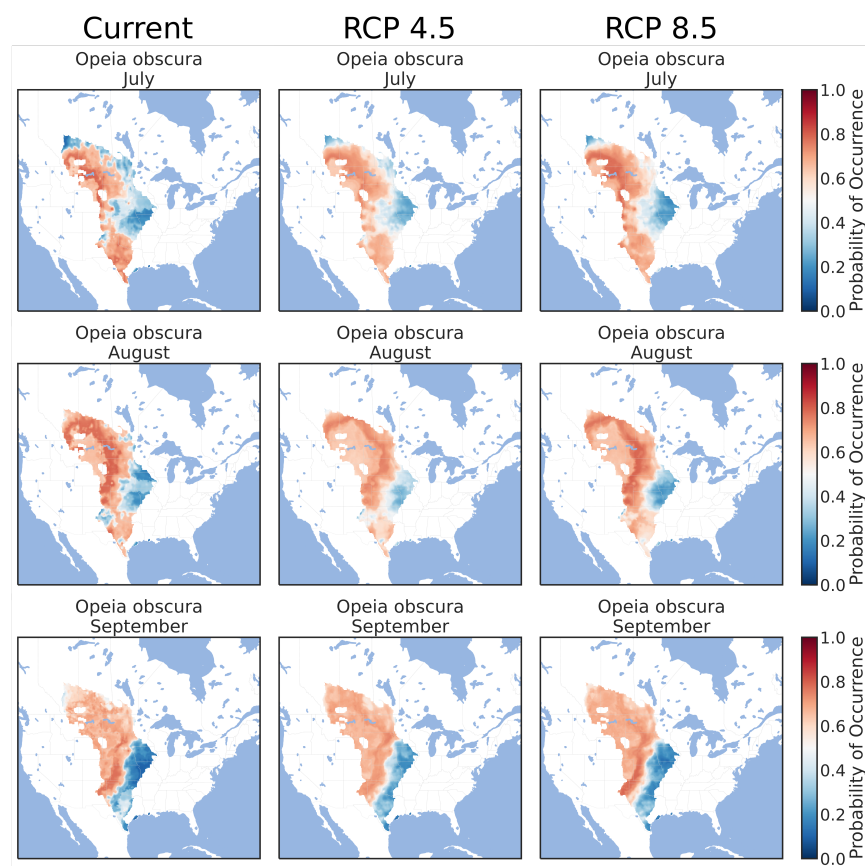 Current RCP 4.5 RCP 8.5
Opeia obscura Opeia obscura Opeia obscura
July July July
1.0
0.8
0.6
0.4
0.2
0.0
Probability of Occurrence
Opeia obscura Opeia obscura Opeia obscura
August August August
1.0
0.8
0.6
0.4
0.2
0.0
Probability of Occurrence
Opeia obscura Opeia obscura Opeia obscura
September September September
1.0
0.8
0.6
0.4
0.2
0.0
Probability of Occurrence